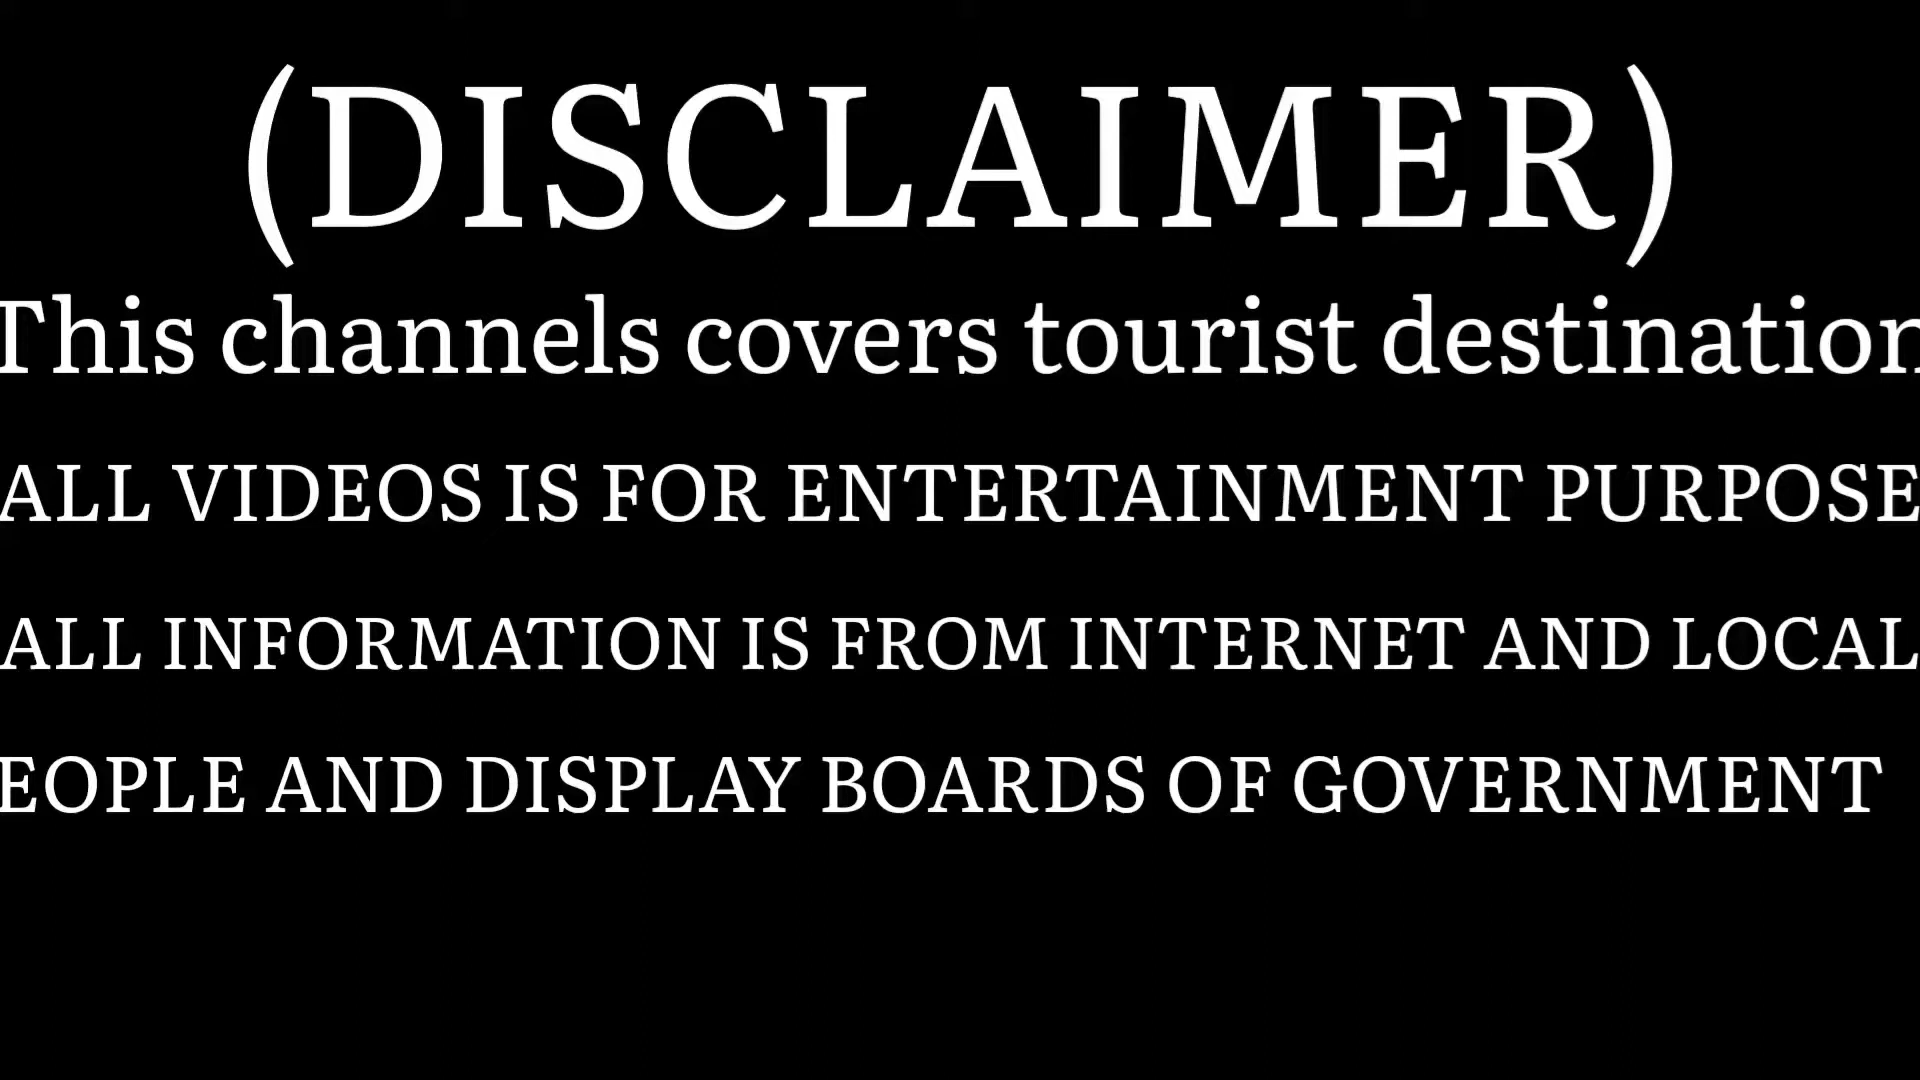 (DISCLAIMER)
This channels covers tourist destination
ALL VIDEOS IS FOR ENTERTAINMENT PURPOSE
ALL INFORMATION IS FROM INTERNET AND LOCAL
EOPLE AND DISPLAY BOARDS OF GOVERNMENT